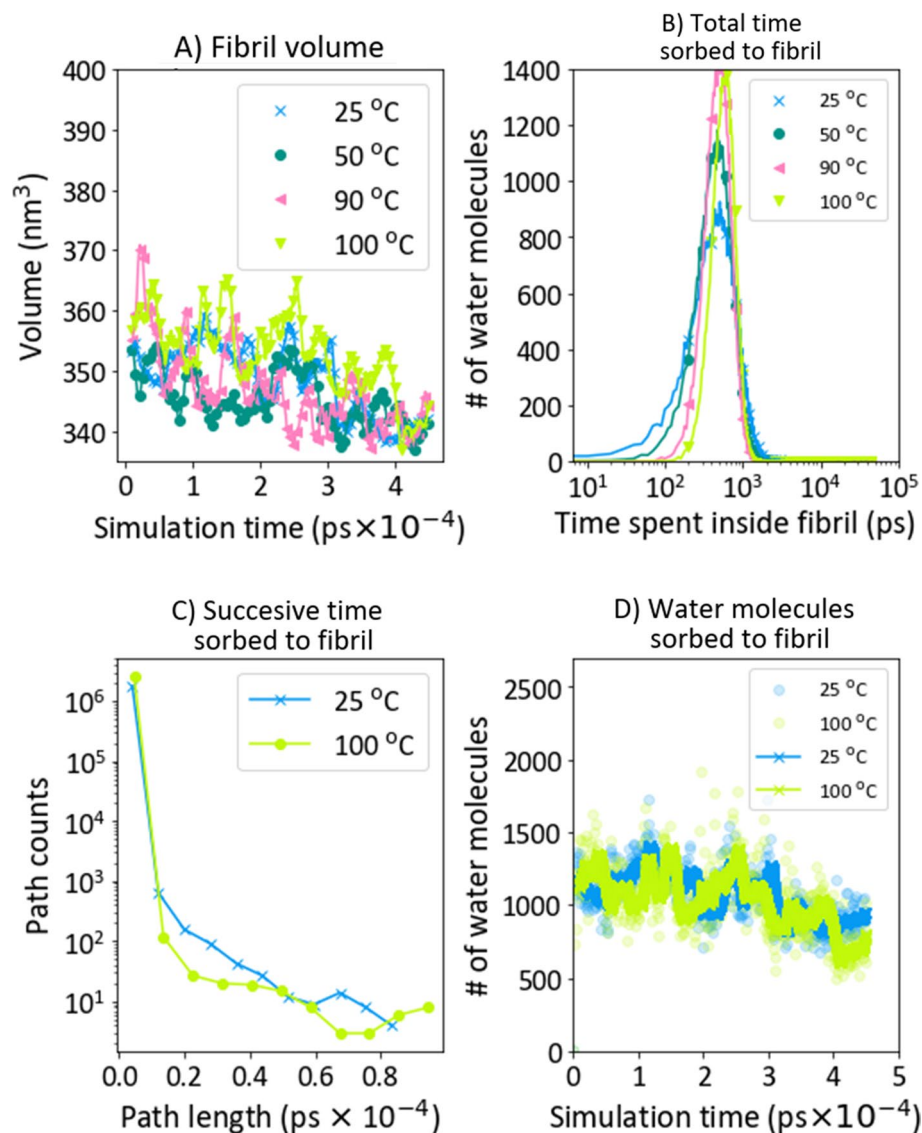 A) Fibril volume
400
390
380
370
360
350
340
Volume (nm³)
25 °C
50 °C
90 °C
100 °C
0 1 2 3 4
Simulation time (ps×10⁻⁴)
B) Total time
sorbed to fibril
1400
1200
1000
800
600
400
200
0
# of water molecules
25 °C
50 °C
90 °C
100 °C
10¹ 10² 10³ 10⁴ 10⁵
Time spent inside fibril (ps)
C) Succesive time
sorbed to fibril
10⁶
10⁵
10⁴
10³
10²
10¹
Path counts
25 °C
100 °C
0.0 0.2 0.4 0.6 0.8
Path length (ps × 10⁻⁴)
D) Water molecules
sorbed to fibril
2500
2000
1500
1000
500
0
# of water molecules
25 °C
100 °C
25 °C
100 °C
0 1 2 3 4 5
Simulation time (ps×10⁻⁴)